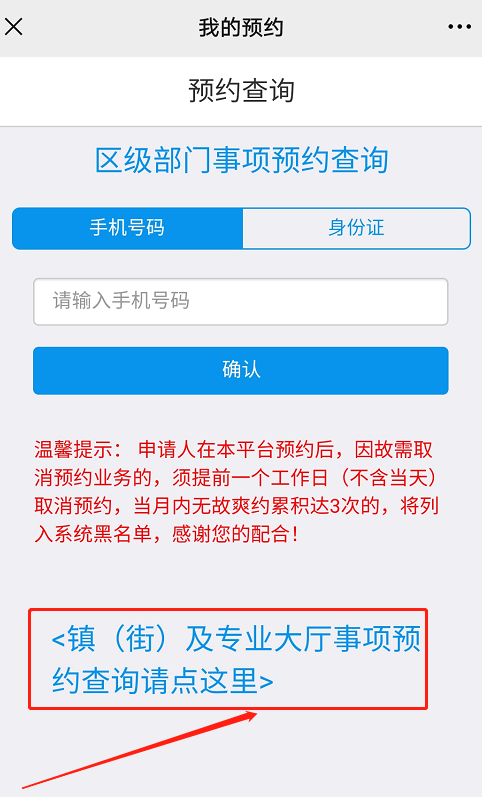 我的预约
预约查询
区级部门事项预约查询
手机号码
身份证
请输入手机号码
确认
温馨提示： 申请人在本平台预约后，因故需取
消预约业务的，须提前一个工作日（不含当天）
取消预约，当月内无故爽约累积达3次的，将列
入系统黑名单，感谢您的配合！
<镇（街）及专业大厅事项预
约查询请点这里>